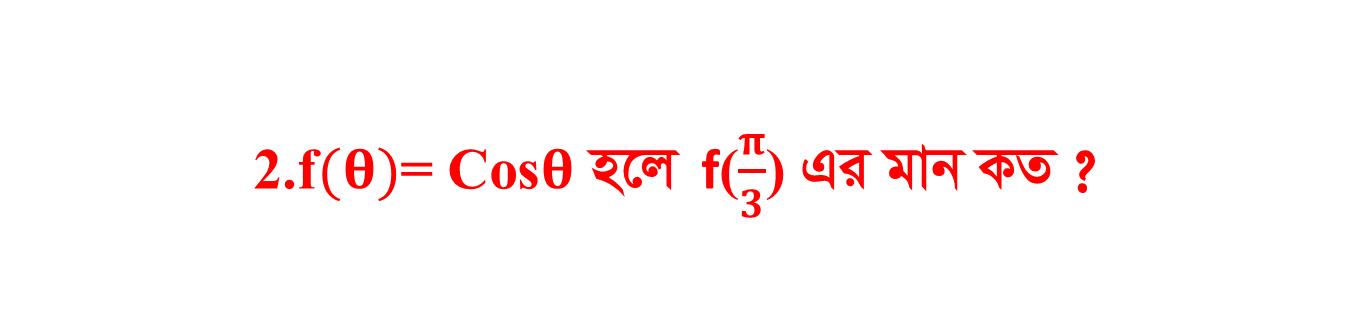 2.f(θ)= Cosθ হলে f(π/3) এর মান কত ?